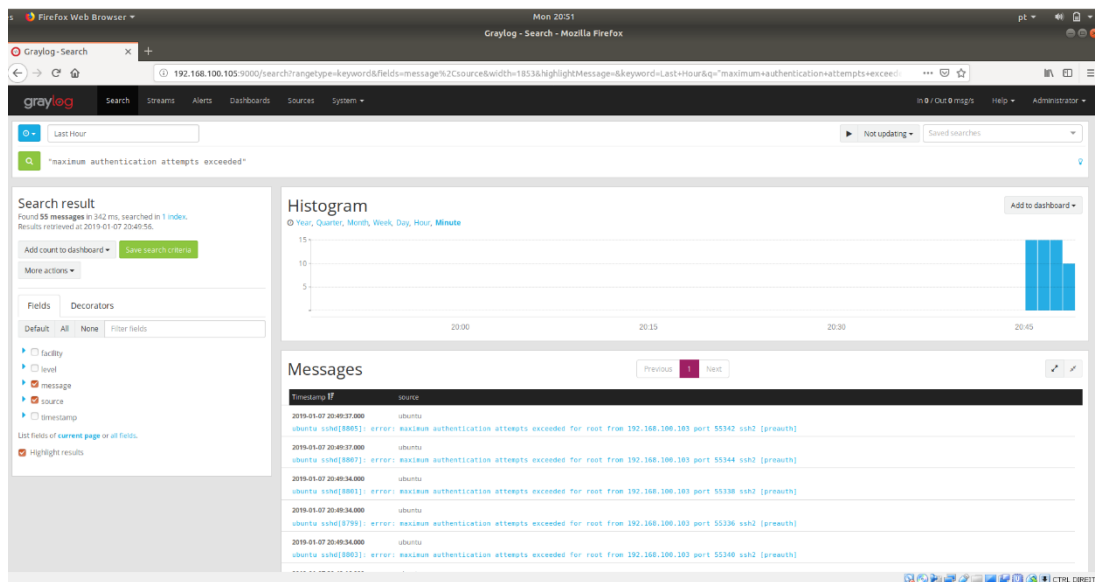 s Firefox Web Browser Mon 20:51 pt
Graylog - Search - Mozilla Firefox
Graylog - Search × +
192.168.100.105:9000/search?rangetype=keyword&fields=message%2Csource&width=1853&highlightMessage=&keyword=Last+Hour&q="maximum+authentication+attempts+exceed
graylog Search Streams Alerts Dashboards Sources System In 0 / Out 0 msg/s Help Administrator
Last Hour Not updating Saved searches
"maximum authentication attempts exceeded"
Search result
Found 55 messages in 342 ms, searched in 1 index.
Results retrieved at 2019-01-07 20:49:56.
Add count to dashboard Save search criteria
More actions
Fields Decorators
Default All None Filter fields
facility
level
message
source
timestamp
List fields of current page or all fields.
Highlight results
Histogram
Add to dashboard
Year, Quarter, Month, Week, Day, Hour, Minute
15
10
5
20:00 20:15 20:30 20:45
Messages
Previous 1 Next
Timestamp source
2019-01-07 20:49:37.000 ubuntu
ubuntu sshd[8805]: error: maximum authentication attempts exceeded for root from 192.168.100.103 port 55342 ssh2 [preauth]
2019-01-07 20:49:37.000 ubuntu
ubuntu sshd[8807]: error: maximum authentication attempts exceeded for root from 192.168.100.103 port 55344 ssh2 [preauth]
2019-01-07 20:49:34.000 ubuntu
ubuntu sshd[8801]: error: maximum authentication attempts exceeded for root from 192.168.100.103 port 55338 ssh2 [preauth]
2019-01-07 20:49:34.000 ubuntu
ubuntu sshd[8799]: error: maximum authentication attempts exceeded for root from 192.168.100.103 port 55336 ssh2 [preauth]
2019-01-07 20:49:34.000 ubuntu
ubuntu sshd[8803]: error: maximum authentication attempts exceeded for root from 192.168.100.103 port 55340 ssh2 [preauth]
CTRL DIREIT